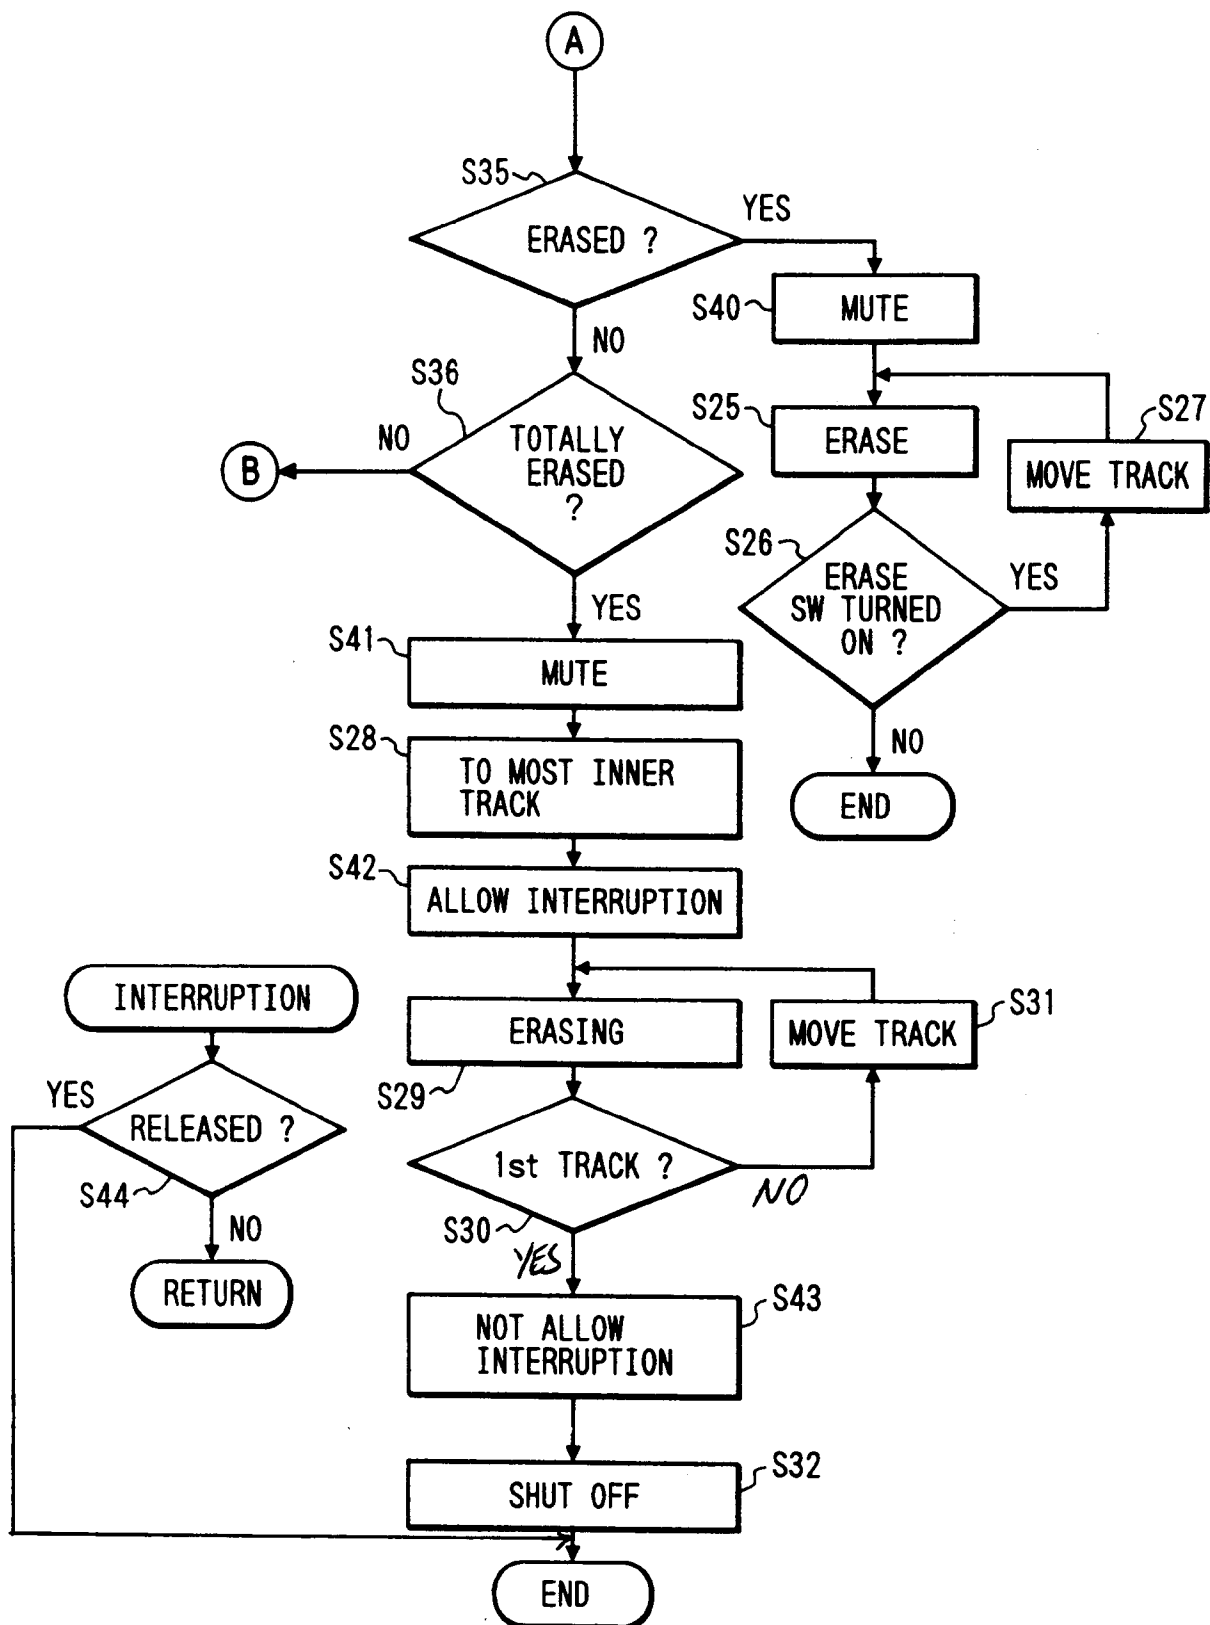 A
S35
ERASED ?
YES
S40
MUTE
NO
S36
TOTALLY
ERASED
?
NO
B
S25
ERASE
S27
MOVE TRACK
S26
ERASE
SW TURNED
ON ?
YES
NO
END
YES
S41
MUTE
S28
TO MOST INNER
TRACK
S42
ALLOW INTERRUPTION
INTERRUPTION
ERASING
S29
S31
MOVE TRACK
YES
RELEASED ?
S44
NO
RETURN
1st TRACK ?
NO
S30
YES
S43
NOT ALLOW
INTERRUPTION
S32
SHUT OFF
END